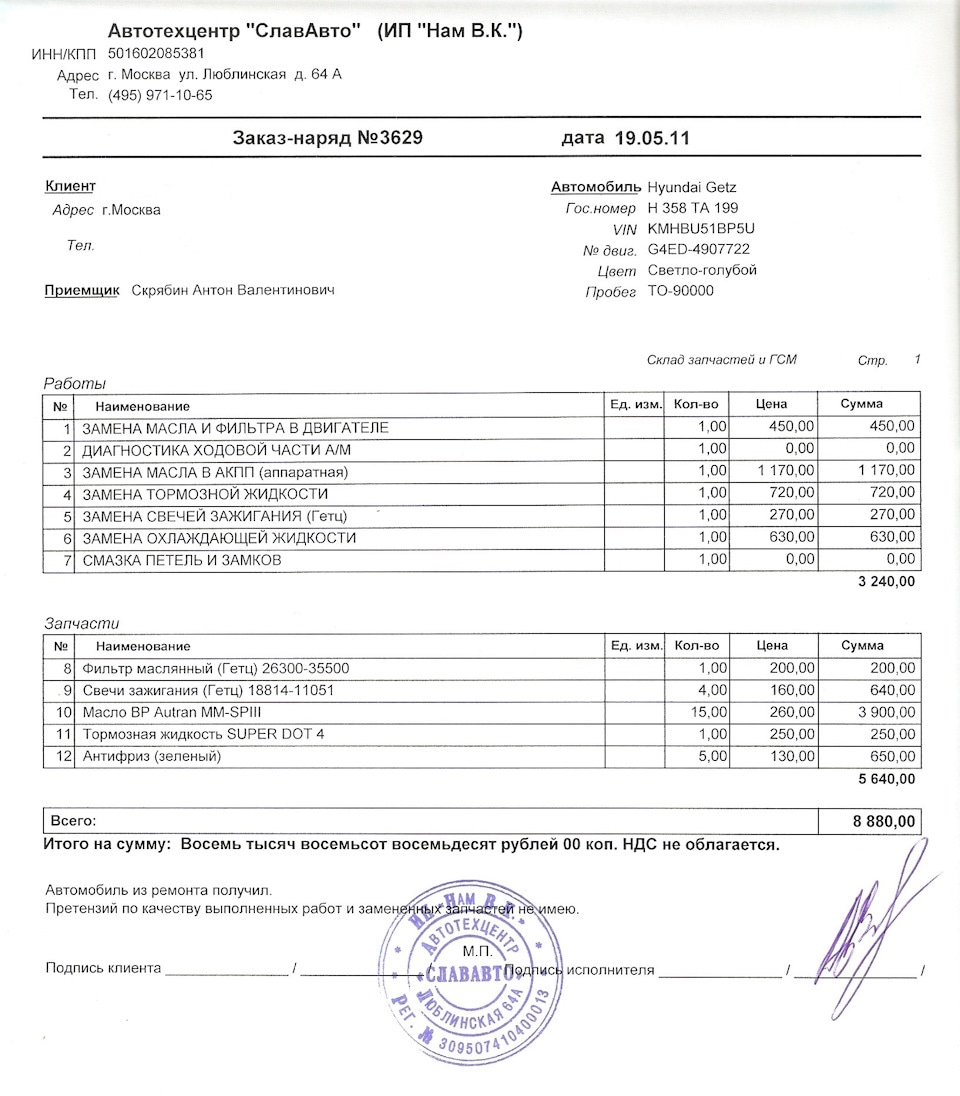 Автотехцентр "СлавАвто" (ИП "Нам В.К.")
ИНН/КПП 501602085381
Адрес г. Москва ул. Люблинская д. 64 А
Тел. (495) 971-10-65
Заказ-наряд №3629 дата 19.05.11
Клиент
Адрес г.Москва
Тел.
Приемщик Скрябин Антон Валентинович
Автомобиль Hyundai Getz
Гос.номер Н 358 ТА 199
VIN KMHBU51BP5U
№ двиг. G4ED-4907722
Цвет Светло-голубой
Пробег ТО-90000
Склад запчастей и ГСМ Стр. 1
Работы
№ Наименование Ед. изм. Кол-во Цена Сумма
1 ЗАМЕНА МАСЛА И ФИЛЬТРА В ДВИГАТЕЛЕ 1,00 450,00 450,00
2 ДИАГНОСТИКА ХОДОВОЙ ЧАСТИ А/М 1,00 0,00 0,00
3 ЗАМЕНА МАСЛА В АКПП (аппаратная) 1,00 1 170,00 1 170,00
4 ЗАМЕНА ТОРМОЗНОЙ ЖИДКОСТИ 1,00 720,00 720,00
5 ЗАМЕНА СВЕЧЕЙ ЗАЖИГАНИЯ (Гетц) 1,00 270,00 270,00
6 ЗАМЕНА ОХЛАЖДАЮЩЕЙ ЖИДКОСТИ 1,00 630,00 630,00
7 СМАЗКА ПЕТЕЛЬ И ЗАМКОВ 1,00 0,00 0,00
3 240,00
Запчасти
№ Наименование Ед. изм. Кол-во Цена Сумма
8 Фильтр маслянный (Гетц) 26300-35500 1,00 200,00 200,00
9 Свечи зажигания (Гетц) 18814-11051 4,00 160,00 640,00
10 Масло BP Autran MM-SPIII 15,00 260,00 3 900,00
11 Тормозная жидкость SUPER DOT 4 1,00 250,00 250,00
12 Антифриз (зеленый) 5,00 130,00 650,00
5 640,00
Всего: 8 880,00
Итого на сумму: Восемь тысяч восемьсот восемьдесят рублей 00 коп. НДС не облагается.
Автомобиль из ремонта получил.
Претензий по качеству выполненных работ и замененных запчастей не имею.
М.П.
Подпись клиента / Подпись исполнителя / /
ИП "Нам В.К."
Автотехцентр
"СЛАВАВТО"
Люблинская 64А
Рег. № 309507410400013